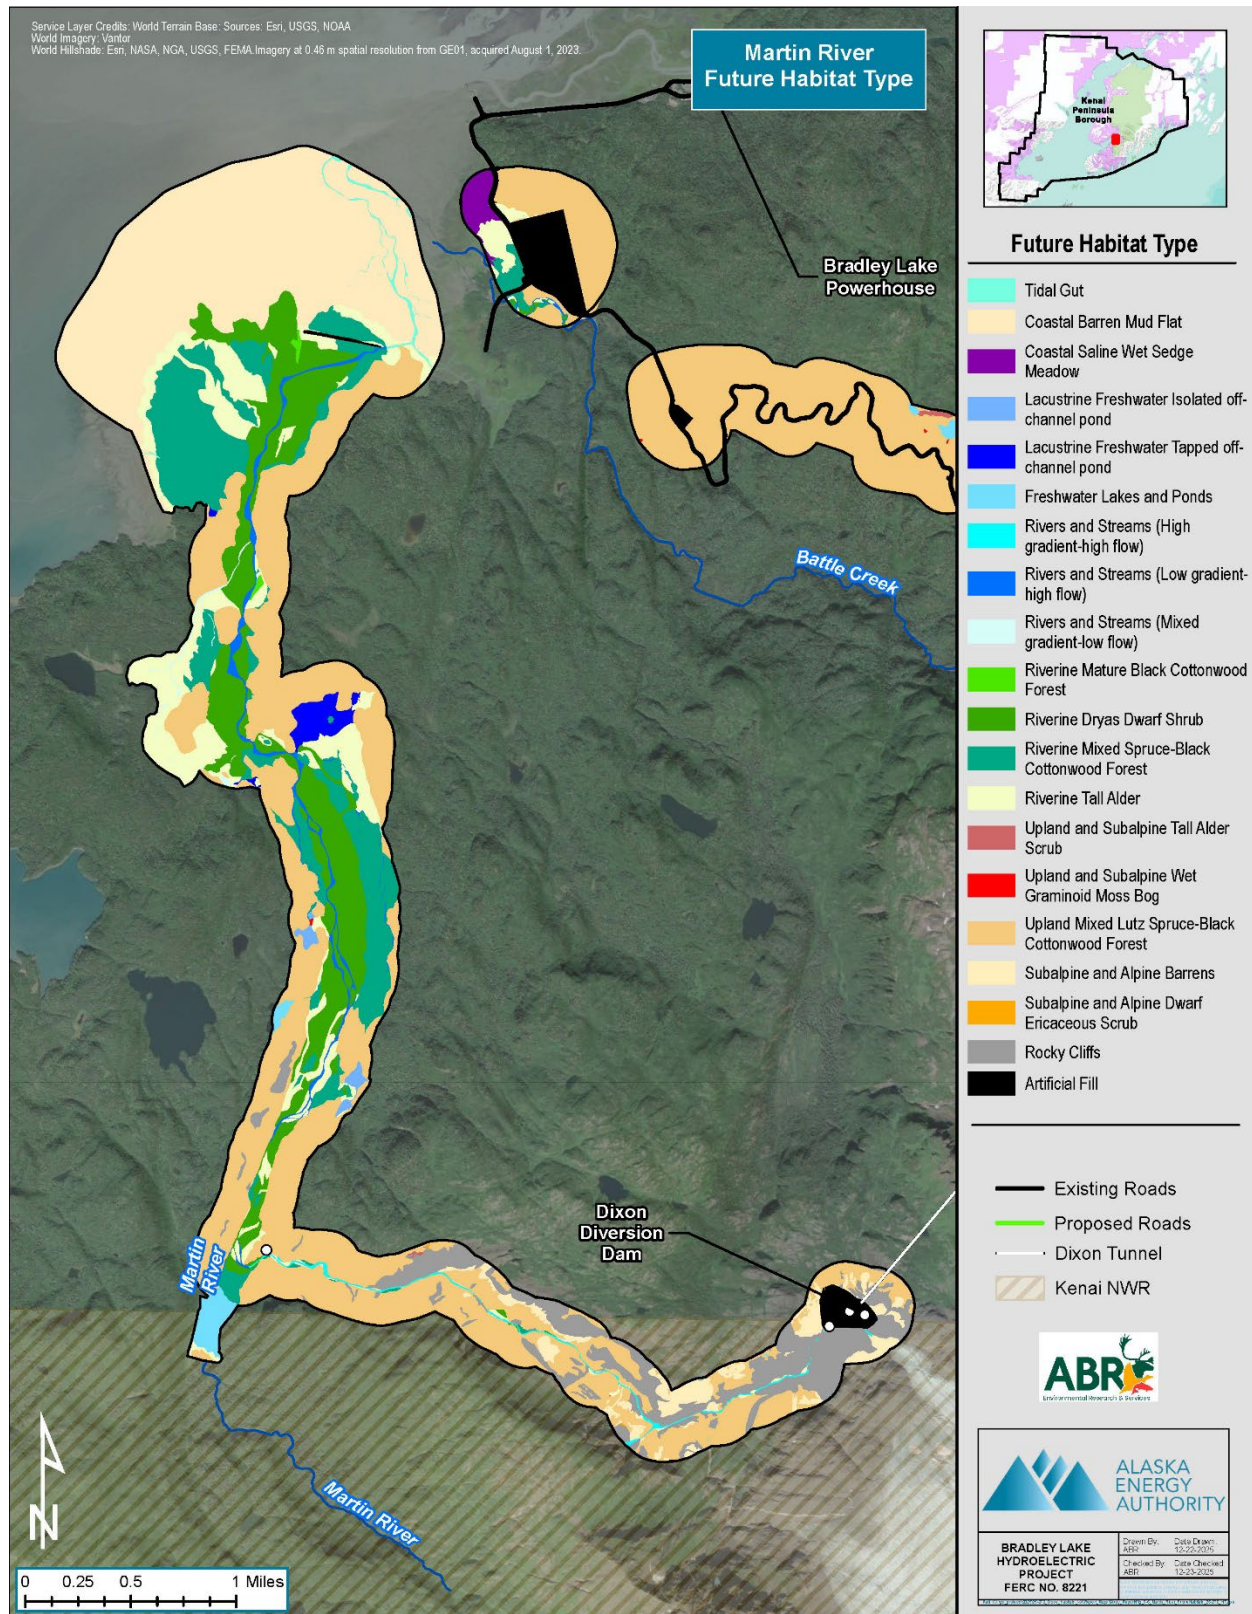 Service Layer Credits: World Terrain Base: Sources: Esri, USGS, NOAA
World Imagery: Vantor
World Hillshade: Esri, NASA, NGA, USGS, FEMA.Imagery at 0.46 m spatial resolution from GE01, acquired August 1, 2023.
Martin River
Future Habitat Type
Kenai
Peninsula
Borough
Bradley Lake
Powerhouse
Battle Creek
Dixon
Diversion
Dam
Martin
River
Martin River
N
0 0.25 0.5 1 Miles
Future Habitat Type
Tidal Gut
Coastal Barren Mud Flat
Coastal Saline Wet Sedge
Meadow
Lacustrine Freshwater Isolated off-
channel pond
Lacustrine Freshwater Tapped off-
channel pond
Freshwater Lakes and Ponds
Rivers and Streams (High
gradient-high flow)
Rivers and Streams (Low gradient-
high flow)
Rivers and Streams (Mixed
gradient-low flow)
Riverine Mature Black Cottonwood
Forest
Riverine Dryas Dwarf Shrub
Riverine Mixed Spruce-Black
Cottonwood Forest
Riverine Tall Alder
Upland and Subalpine Tall Alder
Scrub
Upland and Subalpine Wet
Graminoid Moss Bog
Upland Mixed Lutz Spruce-Black
Cottonwood Forest
Subalpine and Alpine Barrens
Subalpine and Alpine Dwarf
Ericaceous Scrub
Rocky Cliffs
Artificial Fill
Existing Roads
Proposed Roads
Dixon Tunnel
Kenai NWR
ABR
Environmental Research & Services
ALASKA
ENERGY
AUTHORITY
BRADLEY LAKE
HYDROELECTRIC
PROJECT
FERC NO. 8221
Drawn By: Date Drawn:
ABR 12-22-2025
Checked By: Date Checked:
ABR 12-23-2025